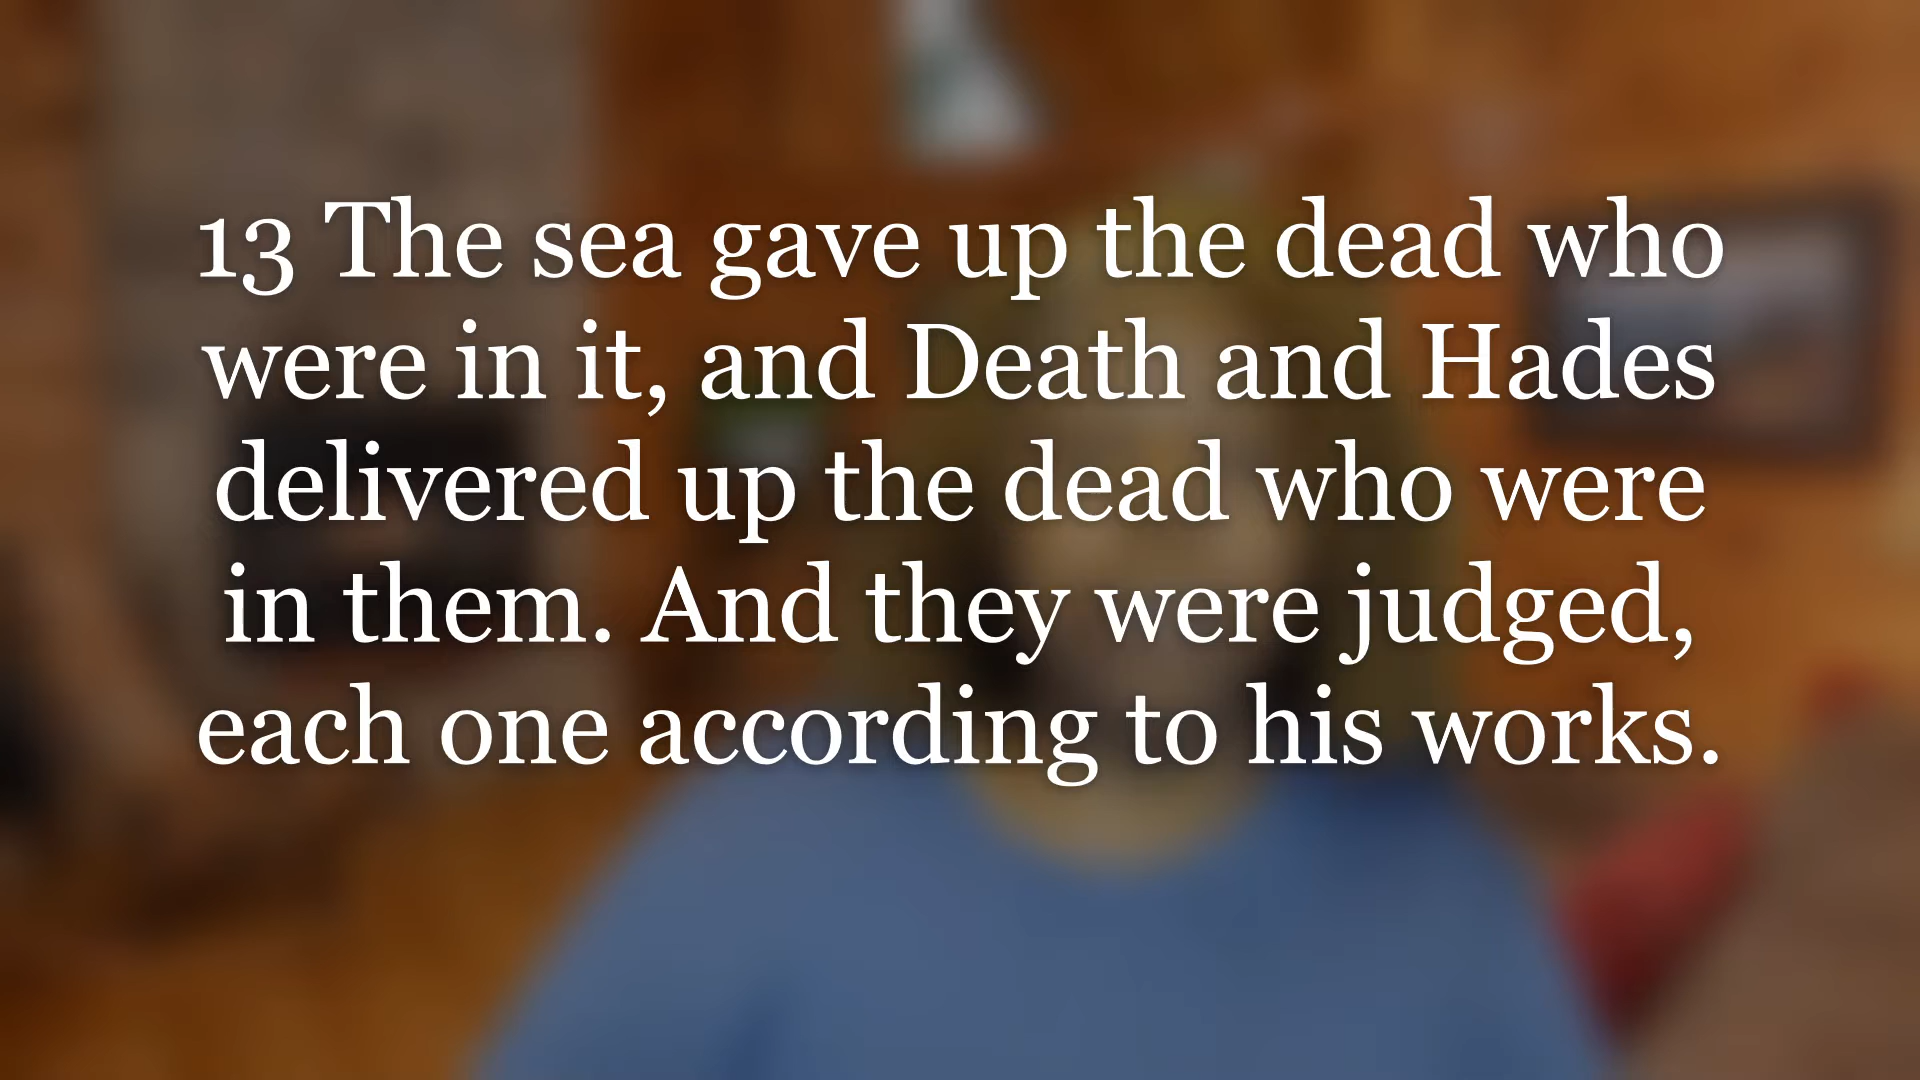 13 The sea gave up the dead who
were in it, and Death and Hades
delivered up the dead who were
in them. And they were judged,
each one according to his works.